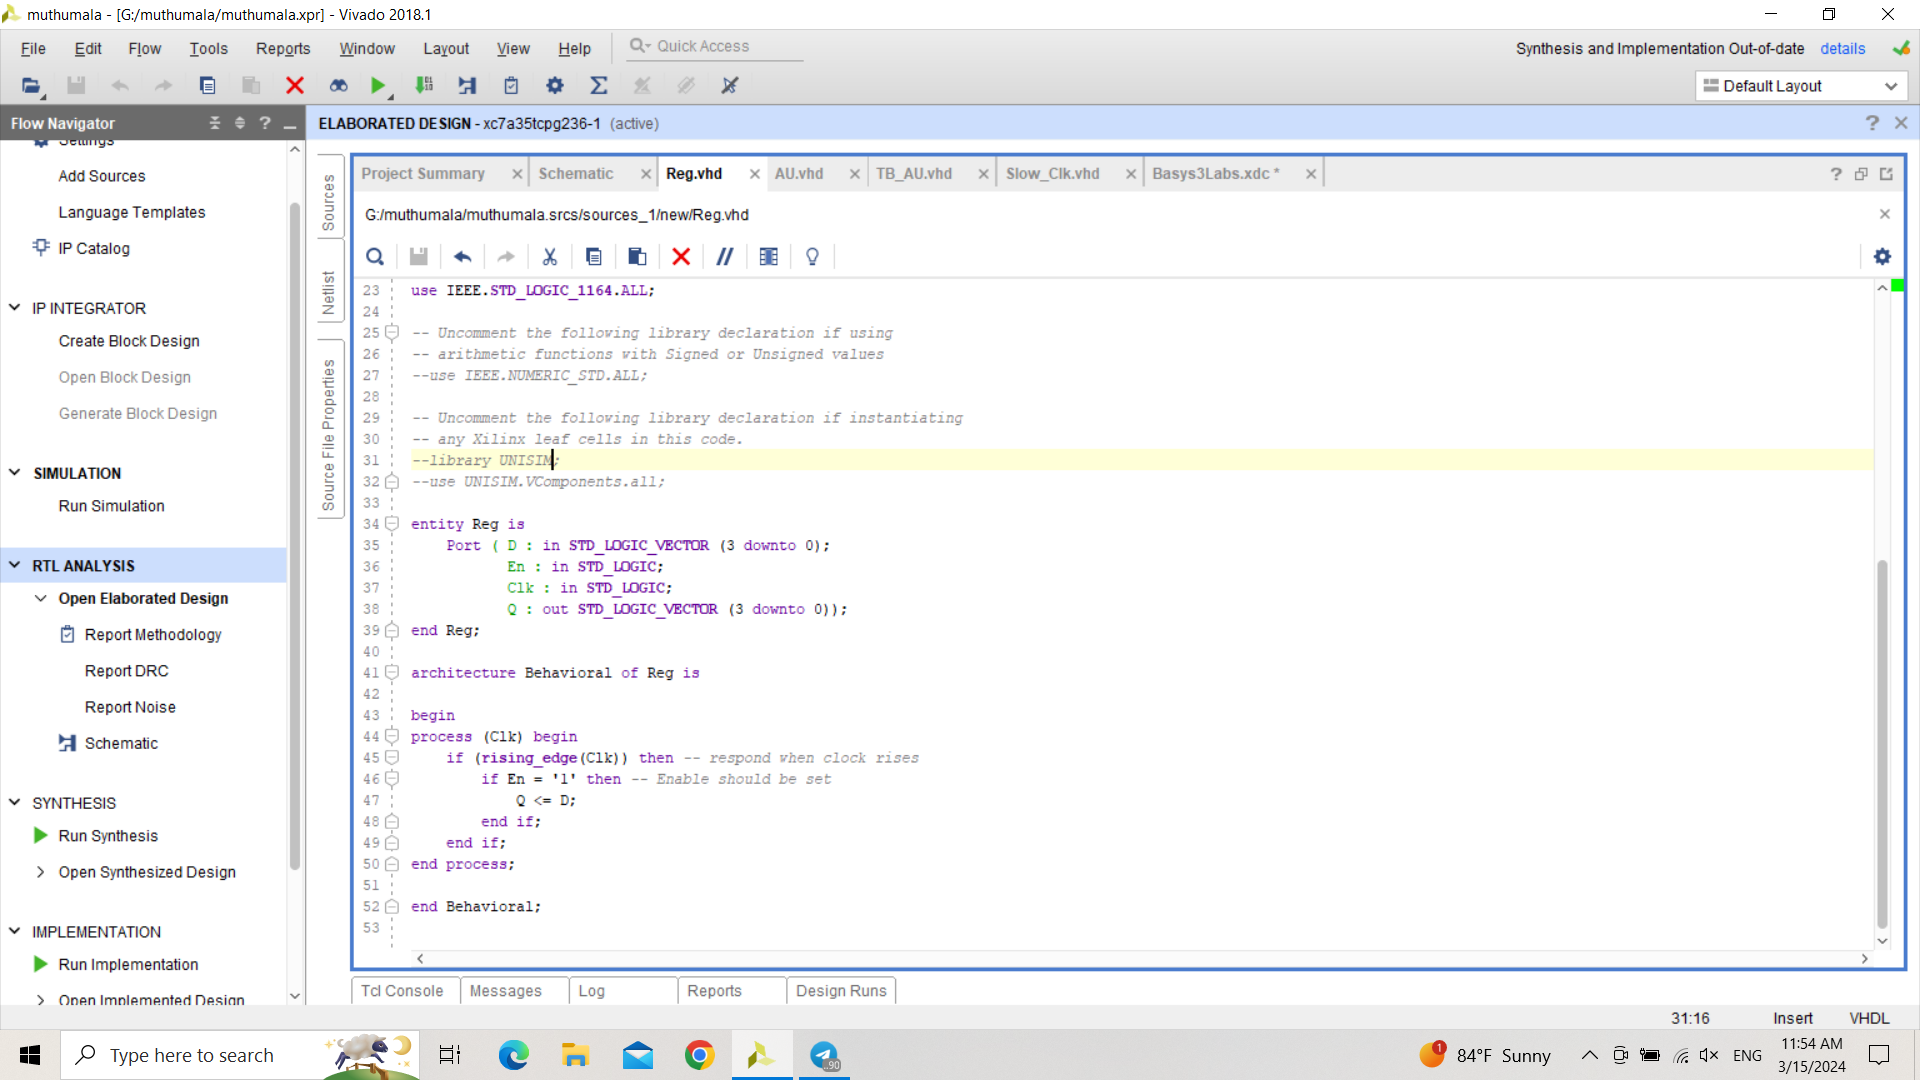 muthumala - [G:/muthumala/muthumala.xpr] - Vivado 2018.1
File Edit Flow Tools Reports Window Layout View Help Quick Access
Synthesis and Implementation Out-of-date details
Default Layout
Flow Navigator
ELABORATED DESIGN - xc7a35tcpg236-1 (active)
Settings
Add Sources
Language Templates
IP Catalog
IP INTEGRATOR
Create Block Design
Open Block Design
Generate Block Design
SIMULATION
Run Simulation
RTL ANALYSIS
Open Elaborated Design
Report Methodology
Report DRC
Report Noise
Schematic
SYNTHESIS
Run Synthesis
Open Synthesized Design
IMPLEMENTATION
Run Implementation
Open Implemented Design
Sources
Netlist
Source File Properties
Project Summary Schematic Reg.vhd AU.vhd TB_AU.vhd Slow_Clk.vhd Basys3Labs.xdc *
G:/muthumala/muthumala.srcs/sources_1/new/Reg.vhd
23 use IEEE.STD_LOGIC_1164.ALL;
24
25 -- Uncomment the following library declaration if using
26 -- arithmetic functions with Signed or Unsigned values
27 --use IEEE.NUMERIC_STD.ALL;
28
29 -- Uncomment the following library declaration if instantiating
30 -- any Xilinx leaf cells in this code.
31 --library UNISIM;
32 --use UNISIM.VComponents.all;
33
34 entity Reg is
35 Port ( D : in STD_LOGIC_VECTOR (3 downto 0);
36 En : in STD_LOGIC;
37 Clk : in STD_LOGIC;
38 Q : out STD_LOGIC_VECTOR (3 downto 0));
39 end Reg;
40
41 architecture Behavioral of Reg is
42
43 begin
44 process (Clk) begin
45 if (rising_edge(Clk)) then -- respond when clock rises
46 if En = '1' then -- Enable should be set
47 Q <= D;
48 end if;
49 end if;
50 end process;
51
52 end Behavioral;
53
Tcl Console Messages Log Reports Design Runs
31:16 Insert VHDL
Type here to search
90
1
84°F Sunny
ENG
11:54 AM
3/15/2024